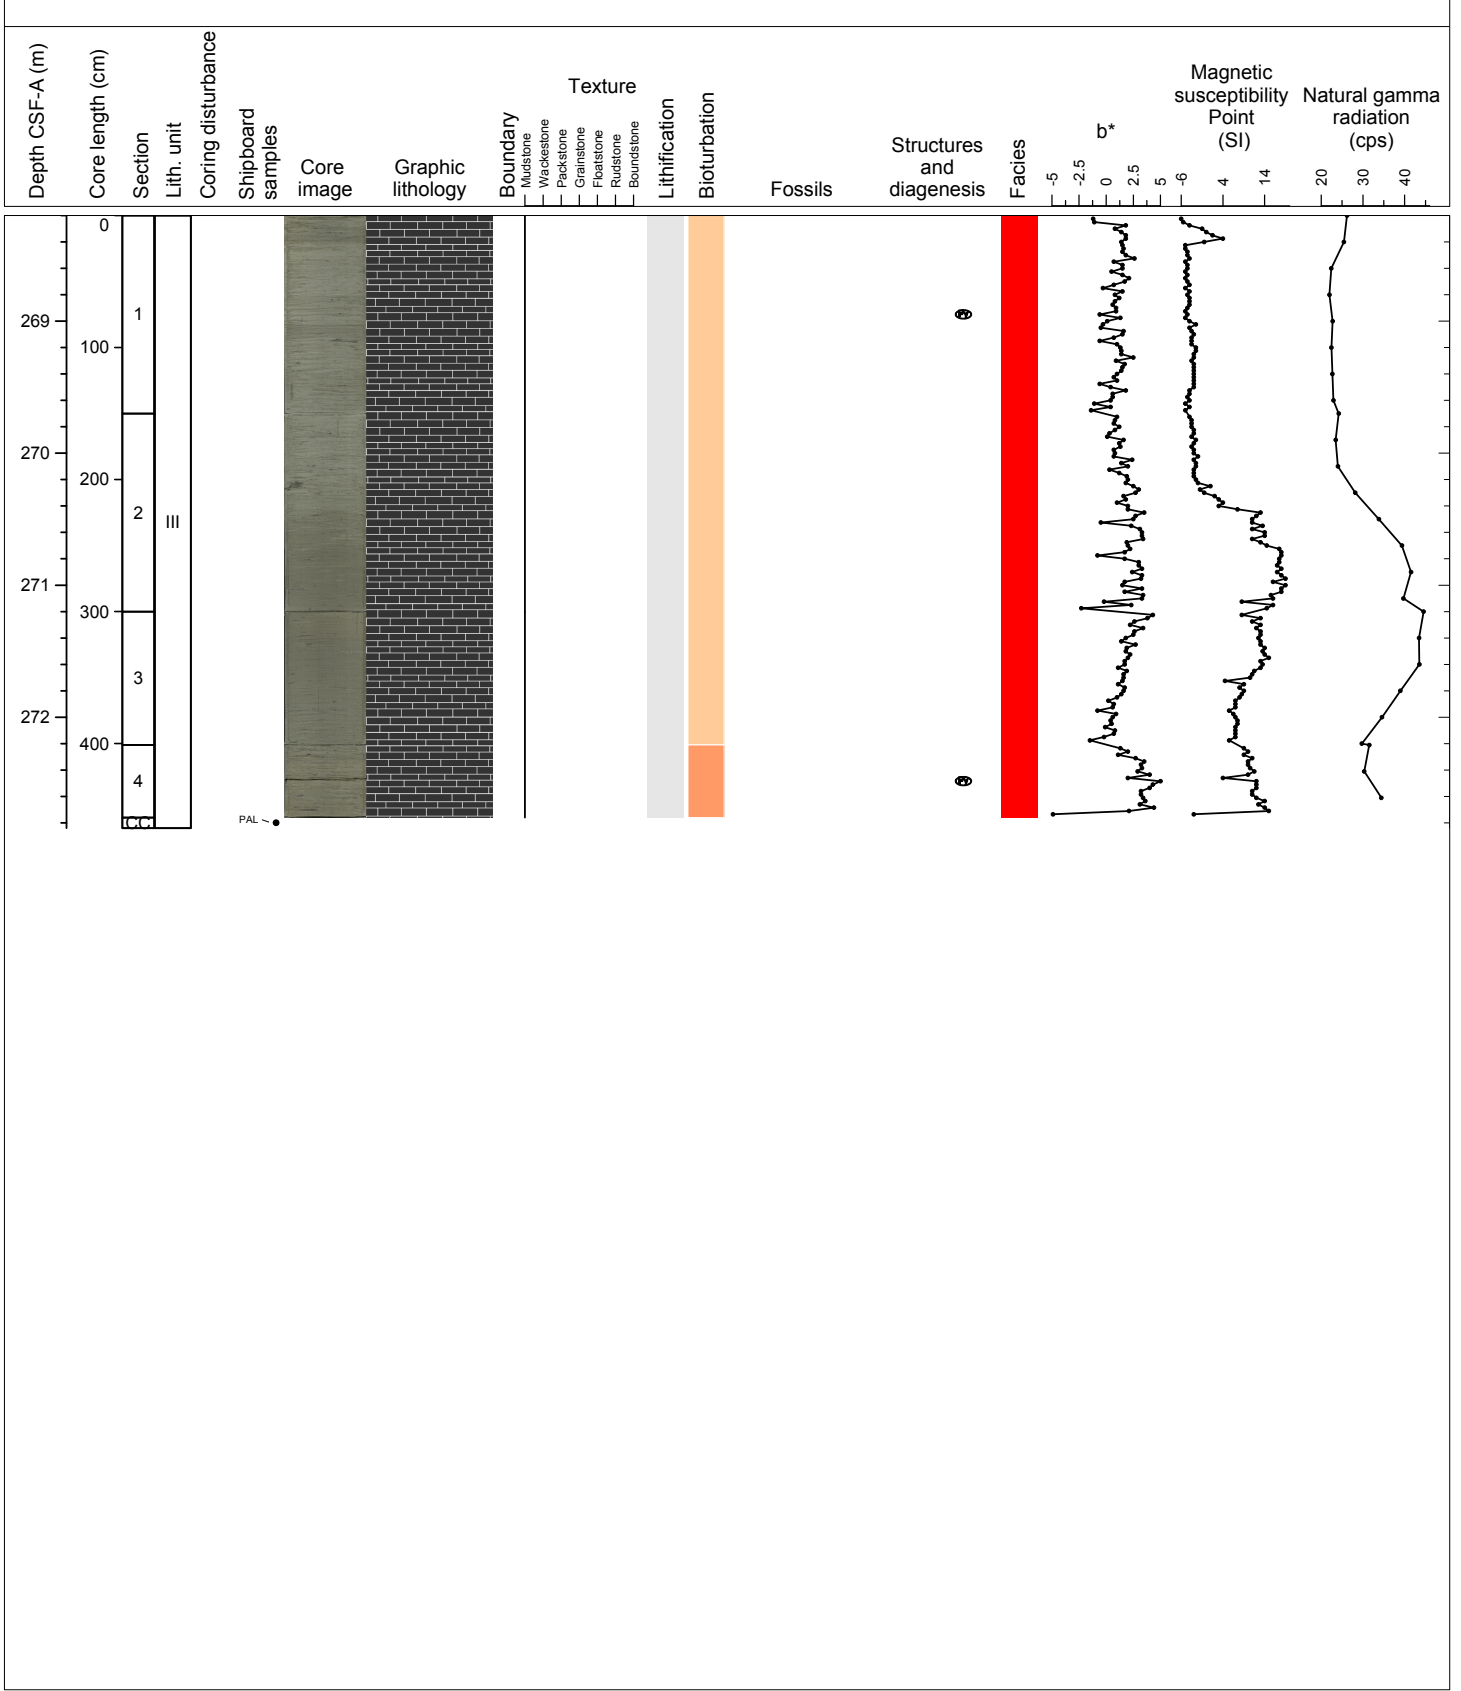 Depth CSF-A (m)
Core length (cm)
Section
Lith. unit
Coring disturbance
Shipboard
samples
Core
image
Graphic
lithology
Boundary
Texture
Mudstone
Wackestone
Packstone
Grainstone
Floatstone
Rudstone
Boundstone
Lithification
Bioturbation
Fossils
Structures
and
diagenesis
Facies
b*
-5
-2.5
0
2.5
5
Magnetic
susceptibility
Point
(SI)
-6
4
14
Natural gamma
radiation
(cps)
20
30
40
269
270
271
272
0
100
200
300
400
1
2
3
4
CC
III
PAL